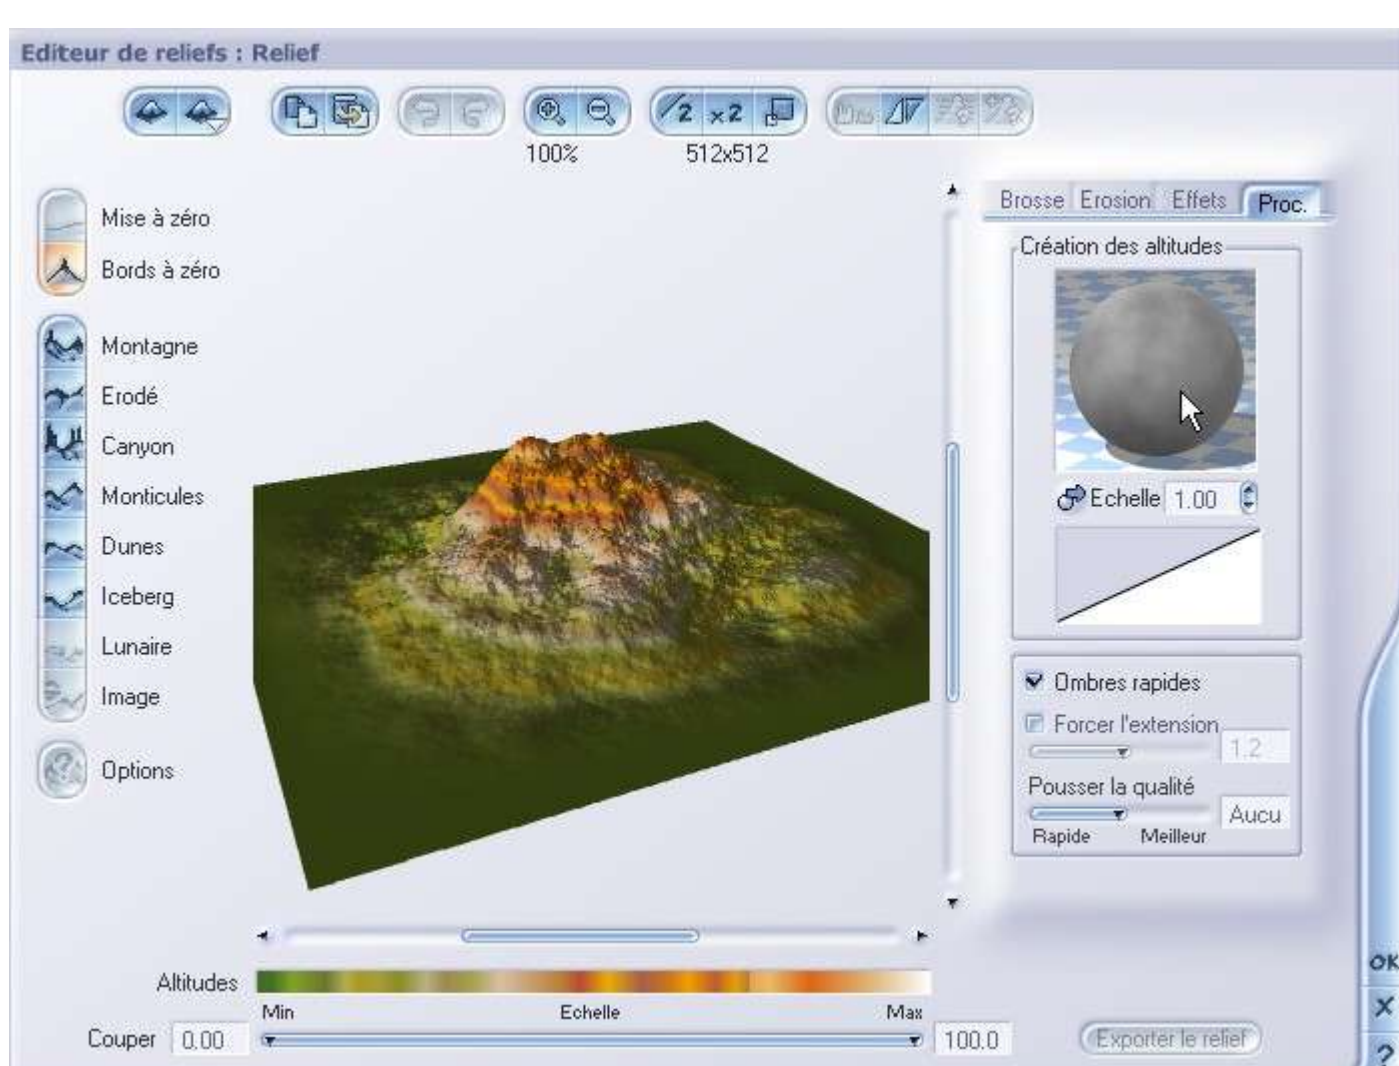 Editeur de reliefs : Relief
/2 ×2
100% 512x512
Brosse Erosion Effets Proc.
Création des altitudes
Mise à zéro
Bords à zéro
Montagne
Erodé
Canyon
Monticules
Dunes
Iceberg
Lunaire
Image
Options
Echelle 1.00
Ombres rapides
Forcer l'extension
1.2
Pousser la qualité
Aucu
Rapide Meilleur
Altitudes
Min Echelle Max
Couper 0.00 100.0
Exporter le relief
OK
X
?